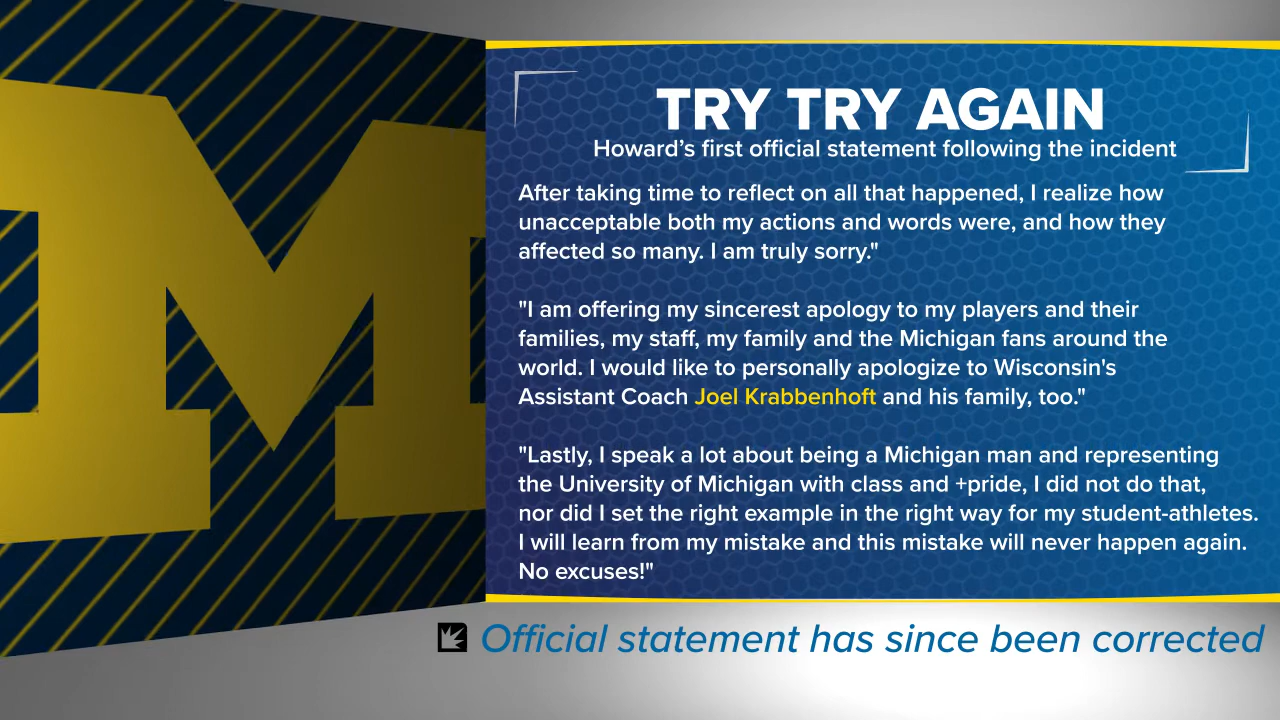 M
TRY TRY AGAIN
Howard’s first official statement following the incident
After taking time to reflect on all that happened, I realize how
unacceptable both my actions and words were, and how they
affected so many. I am truly sorry."
"I am offering my sincerest apology to my players and their
families, my staff, my family and the Michigan fans around the
world. I would like to personally apologize to Wisconsin's
Assistant Coach Joel Krabbenhoft and his family, too."
"Lastly, I speak a lot about being a Michigan man and representing
the University of Michigan with class and +pride, I did not do that,
nor did I set the right example in the right way for my student-athletes.
I will learn from my mistake and this mistake will never happen again.
No excuses!"
Official statement has since been corrected